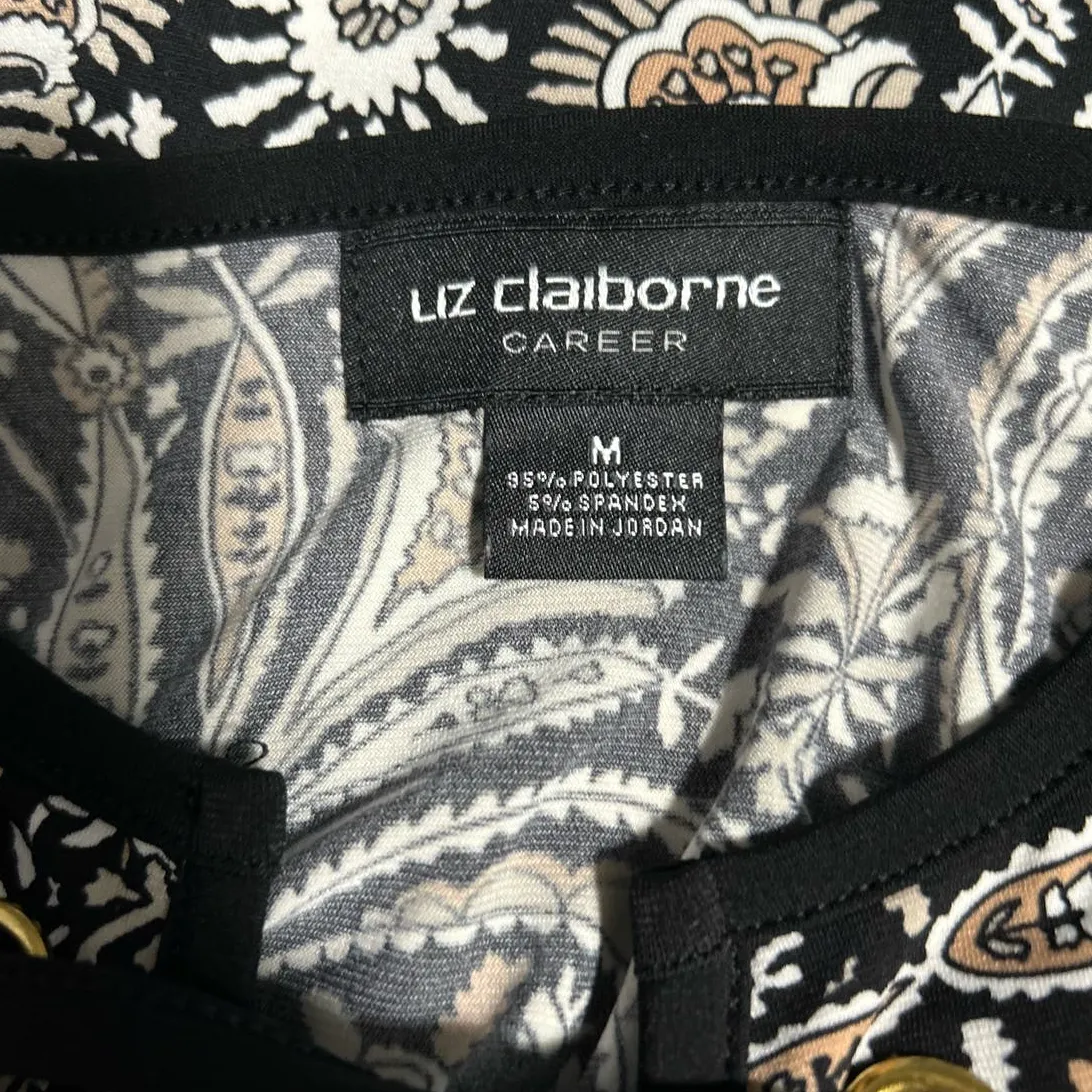 LIZ claiborne
CAREER
M
95% POLYESTER
5% SPANDEX
MADE IN JORDAN